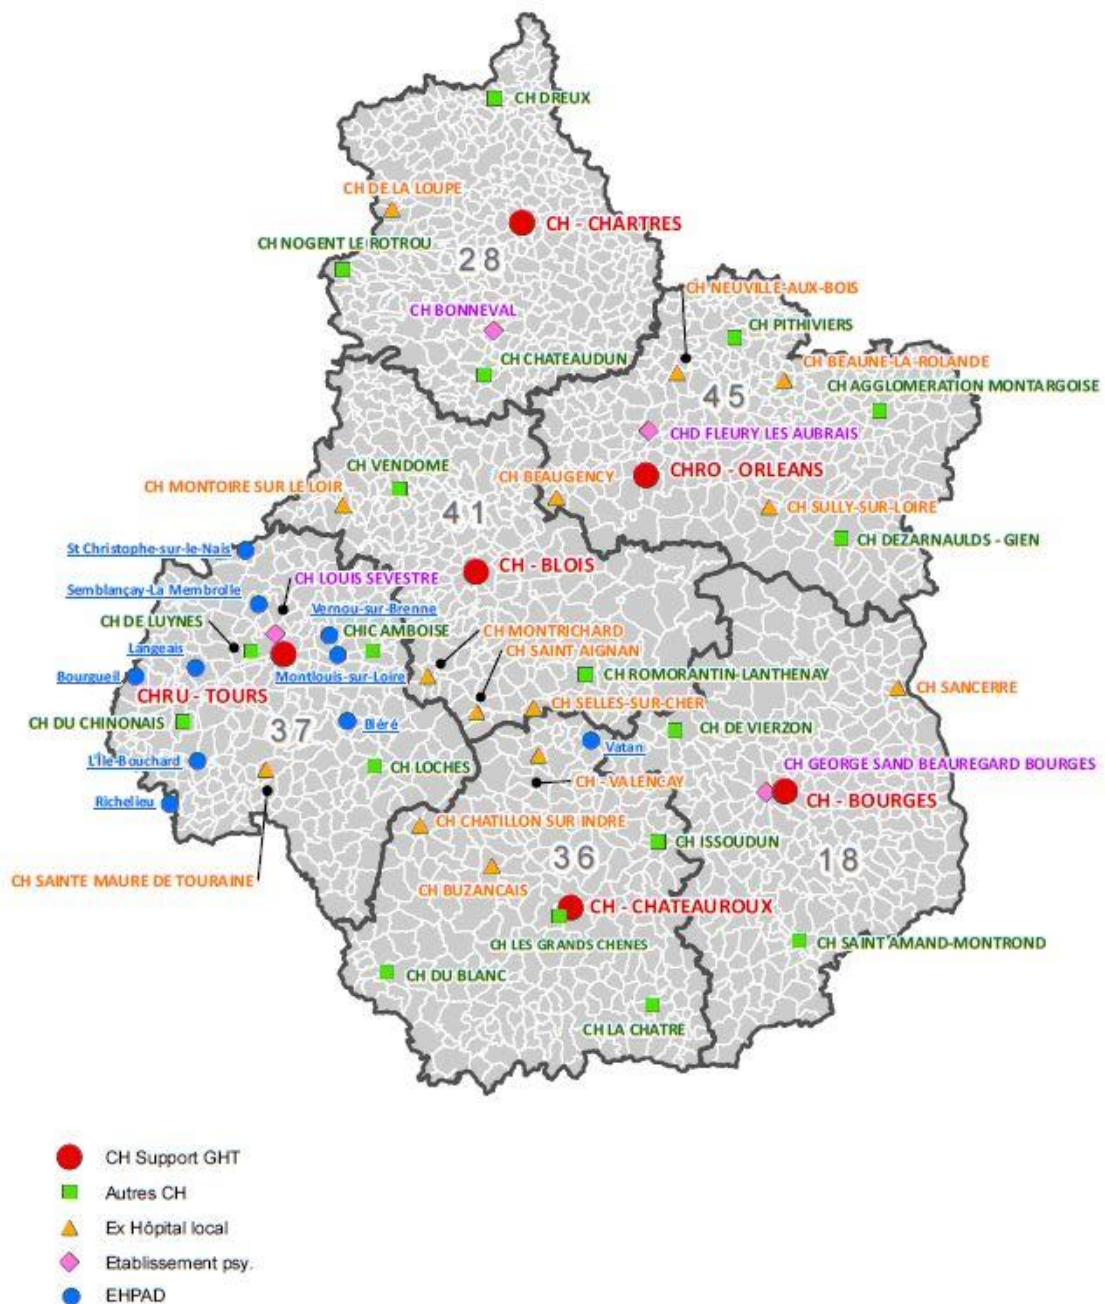 CH DREUX
CH DE LA LOUPE
CH - CHARTRES
CH NOGENT LE ROTROU
28
CH NEUVILLE-AUX-BOIS
CH BONNEVAL
CH PITHIVIERS
CH CHATEAUDUN
CH BEAUNE-LA-ROLANDE
CH AGGLOMERATION MONTARGOISE
45
CHD FLEURY LES AUBRAIS
CH VENDOME
CH BEAUGENCY
CHRO - ORLEANS
CH MONTOIRE SUR LE LOIR
41
CH SULLY-SUR-LOIRE
CH DEZARNAULDS - GIEN
St Christophe-sur-le-Nais
CH - BLOIS
CH LOUIS SEVESTRE
Semblançay-La Membrolle
Vernou-sur-Brenne
CH DE LUYNES
CHIC AMBOISE
CH MONTRICHARD
Langeais
CH SAINT AIGNAN
Bourgueil
Montlouis-sur-Loire
CH ROMORANTIN-LANTHENAY
CHRU - TOURS
CH SANCERRE
CH SELLES-SUR-CHER
CH DU CHINONAIS
Bléré
37
CH DE VIERZON
Vatan
L'Île-Bouchard
CH LOCHES
CH GEORGE SAND BEAUREGARD BOURGES
CH - VALENCAY
Richelieu
CH - BOURGES
CH CHATILLON SUR INDRE
CH ISSOUDUN
36
18
CH SAINTE MAURE DE TOURAINE
CH BUZANCAIS
CH - CHATEAUROUX
CH LES GRANDS CHENES
CH SAINT AMAND-MONTROND
CH DU BLANC
CH LA CHATRE
CH Support GHT
Autres CH
Ex Hôpital local
Etablissement psy.
EHPAD